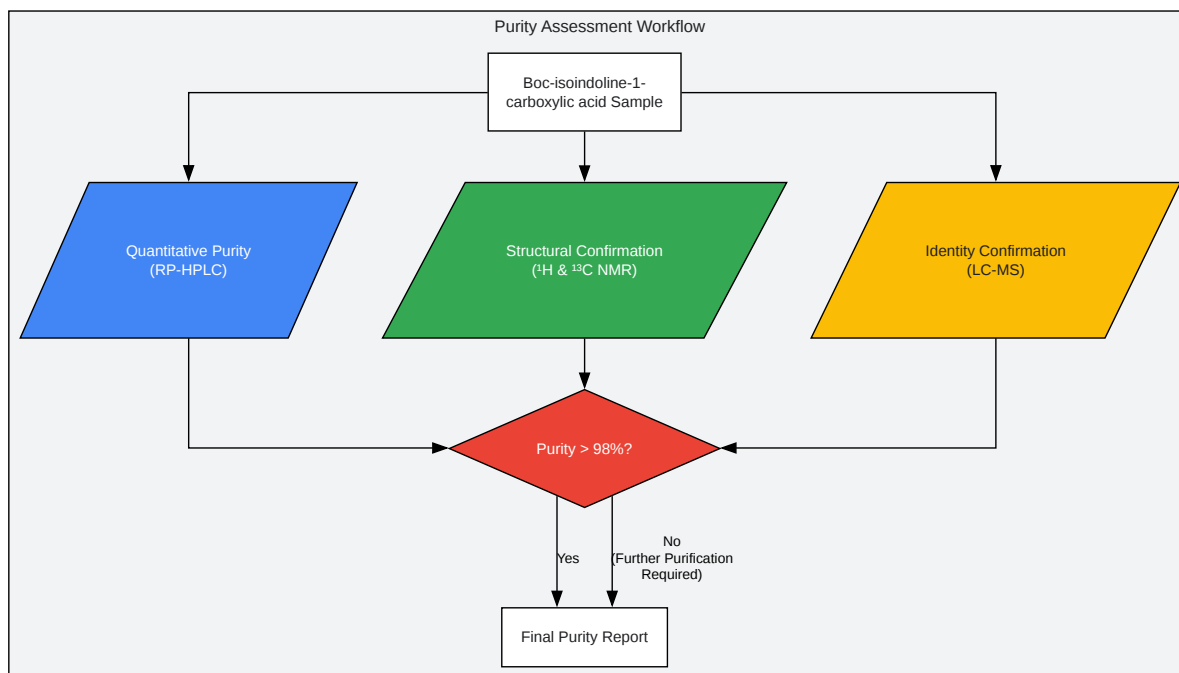 Purity Assessment Workflow
Boc-isoindoline-1-
carboxylic acid Sample
Quantitative Purity
(RP-HPLC)
Structural Confirmation
(¹H & ¹³C NMR)
Identity Confirmation
(LC-MS)
Purity > 98%?
Yes
No
(Further Purification
Required)
Final Purity Report